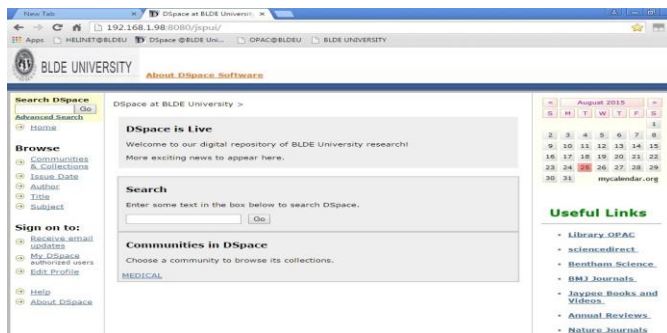 New Tab
DSpace at BLDE Universit
192.168.1.98:8080/jspui/
Apps HELINET@BLDEU DSpace @BLDE Uni... OPAC@BLDEU BLDE UNIVERSITY
BLDE UNIVERSITY
About DSpace Software
Search DSpace
Go
Advanced Search
Home
Browse
Communities
& Collections
Issue Date
Author
Title
Subject
Sign on to:
Receive email
updates
My DSpace
authorized users
Edit Profile
Help
About DSpace
DSpace at BLDE University >
DSpace is Live
Welcome to our digital repository of BLDE University research!
More exciting news to appear here.
Search
Enter some text in the box below to search DSpace.
Go
Communities in DSpace
Choose a community to browse its collections.
MEDICAL
« August 2015 »
S M T W T F S
1
2 3 4 5 6 7 8
9 10 11 12 13 14 15
16 17 18 19 20 21 22
23 24 25 26 27 28 29
30 31 mycalendar.org
Useful Links
Library OPAC
sciencedirect
Bentham Science
BMJ Journals
Jaypee Books and
Videos
Annual Reviews
Nature Journals